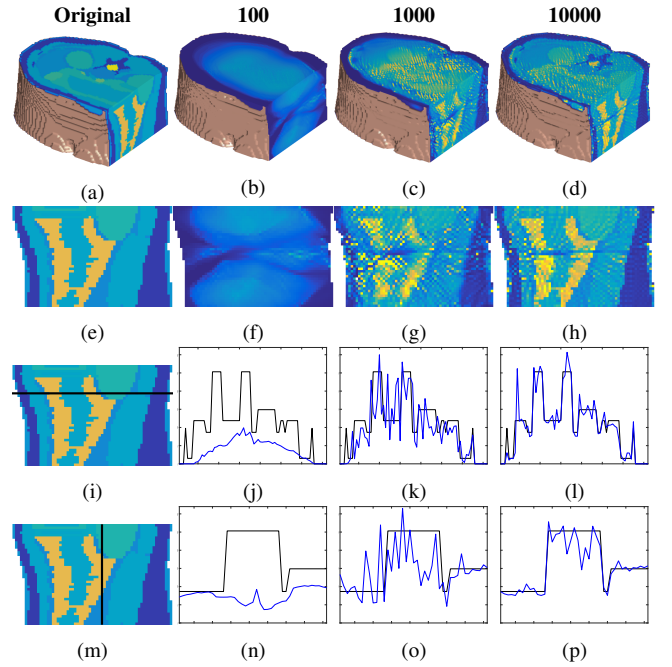 Original 100 1000 10000
(a) (b) (c) (d)
(e) (f) (g) (h)
(i) (j) (k) (l)
(m) (n) (o) (p)